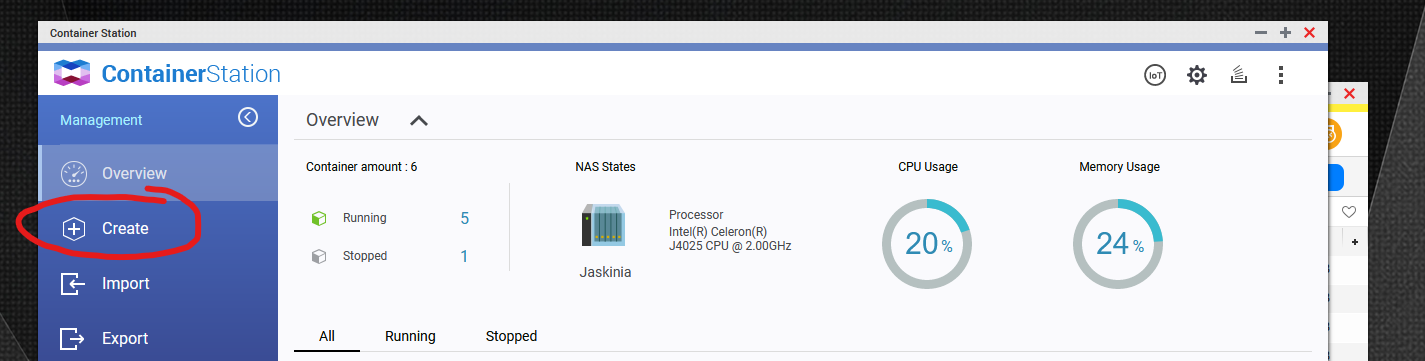 Container Station
ContainerStation
IoT
Management
Overview
Create
Import
Export
Overview
Container amount : 6
Running 5
Stopped 1
NAS States
Jaskinia
Processor
Intel(R) Celeron(R)
J4025 CPU @ 2.00GHz
CPU Usage
20 %
Memory Usage
24 %
All Running Stopped